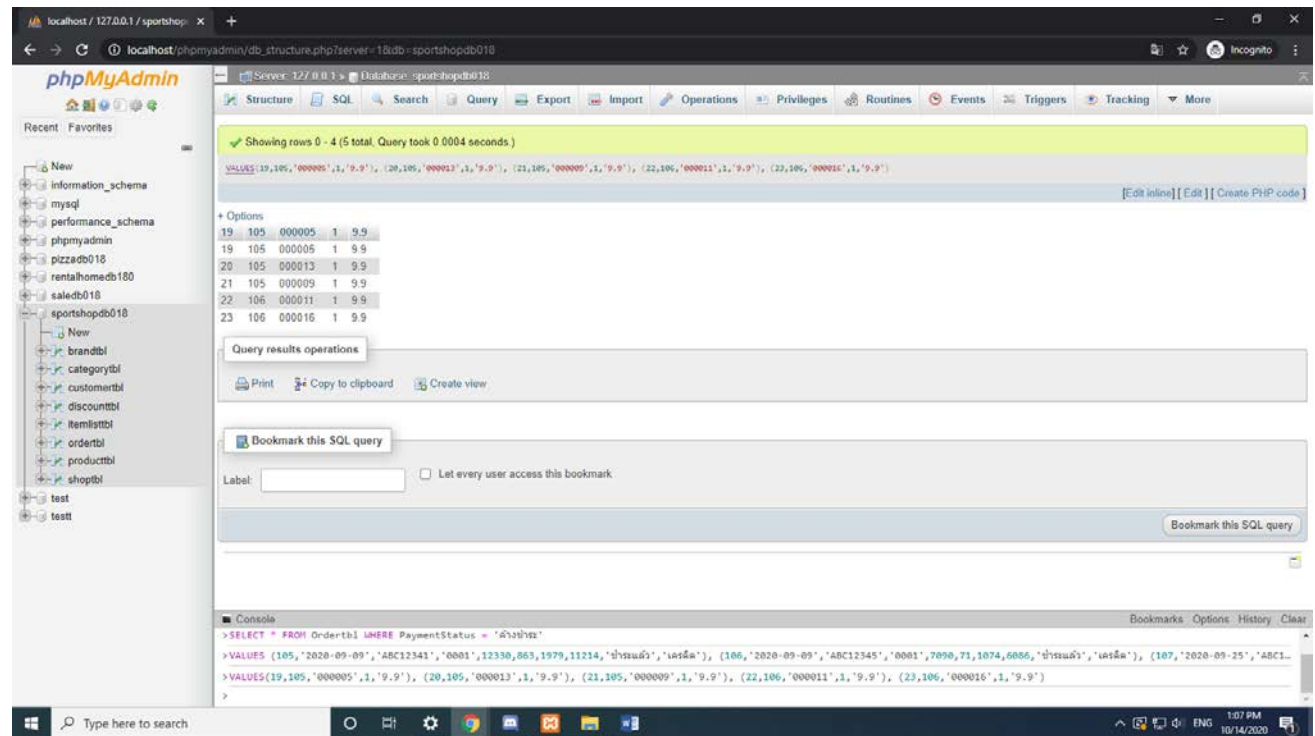 localhost / 127.0.0.1 / sportshop
localhost/phpmyadmin/db_structure.php?server=1&db=sportshopdb018
Incognito
phpMyAdmin
Recent Favorites
New
information_schema
mysql
performance_schema
phpmyadmin
pizzadb018
rentalhomedb180
saledb018
sportshopdb018
New
brandtbl
categorytbl
customertbl
discounttbl
itemlisttbl
ordertbl
producttbl
shoptbl
test
testt
Server: 127.0.0.1 » Database: sportshopdb018
Structure SQL Search Query Export Import Operations Privileges Routines Events Triggers Tracking More
Showing rows 0 - 4 (5 total, Query took 0.0004 seconds.)
VALUES(19,105,'000005',1,'9.9'), (20,105,'000013',1,'9.9'), (21,105,'000009',1,'9.9'), (22,106,'000011',1,'9.9'), (23,106,'000016',1,'9.9')
[Edit inline] [ Edit ] [ Create PHP code ]
+ Options
19 105 000005 1 9.9
19 105 000005 1 9.9
20 105 000013 1 9.9
21 105 000009 1 9.9
22 106 000011 1 9.9
23 106 000016 1 9.9
Query results operations
Print Copy to clipboard Create view
Bookmark this SQL query
Label: Let every user access this bookmark
Bookmark this SQL query
Console Bookmarks Options History Clear
>SELECT * FROM Ordertbl WHERE PaymentStatus = 'ค้างชำระ'
>VALUES (105,'2020-09-09','ABC12341','0001',12330,863,1979,11214,'ชำระแล้ว','เครดิต'), (106,'2020-09-09','ABC12345','0001',7090,71,1074,6086,'ชำระแล้ว','เครดิต'), (107,'2020-09-25','ABC1…
>VALUES(19,105,'000005',1,'9.9'), (20,105,'000013',1,'9.9'), (21,105,'000009',1,'9.9'), (22,106,'000011',1,'9.9'), (23,106,'000016',1,'9.9')
>
Type here to search
ENG
1:07 PM
10/14/2020